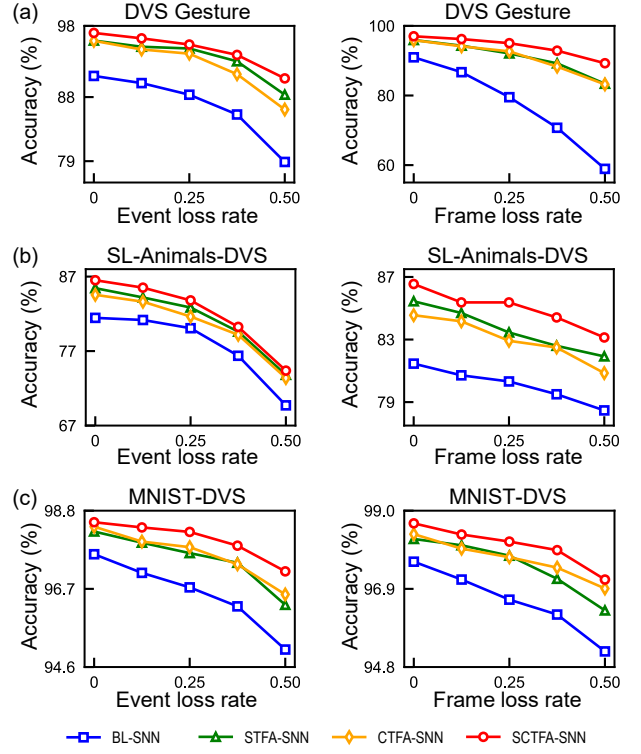 (a)
DVS Gesture
DVS Gesture
Accuracy (%)
98
88
79
0
0.25
0.50
Event loss rate
Accuracy (%)
100
80
60
0
0.25
0.50
Frame loss rate
(b)
SL-Animals-DVS
SL-Animals-DVS
Accuracy (%)
87
77
67
0
0.25
0.50
Event loss rate
Accuracy (%)
87
83
79
0
0.25
0.50
Frame loss rate
(c)
MNIST-DVS
MNIST-DVS
Accuracy (%)
98.8
96.7
94.6
0
0.25
0.50
Event loss rate
Accuracy (%)
99.0
96.9
94.8
0
0.25
0.50
Frame loss rate
BL-SNN
STFA-SNN
CTFA-SNN
SCTFA-SNN